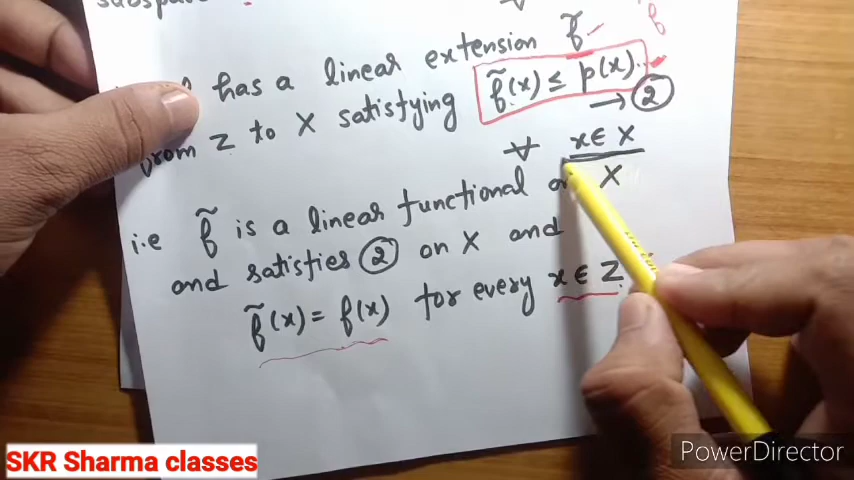 has a linear extension f̃
from Z to X satisfying f̃(x) ≤ p(x)
→ ②
∀ x ∈ X
i.e f̃ is a linear functional on X
and satisfies ② on X and
f̃(x) = f(x) for every x ∈ Z
SKR Sharma classes
PowerDirector